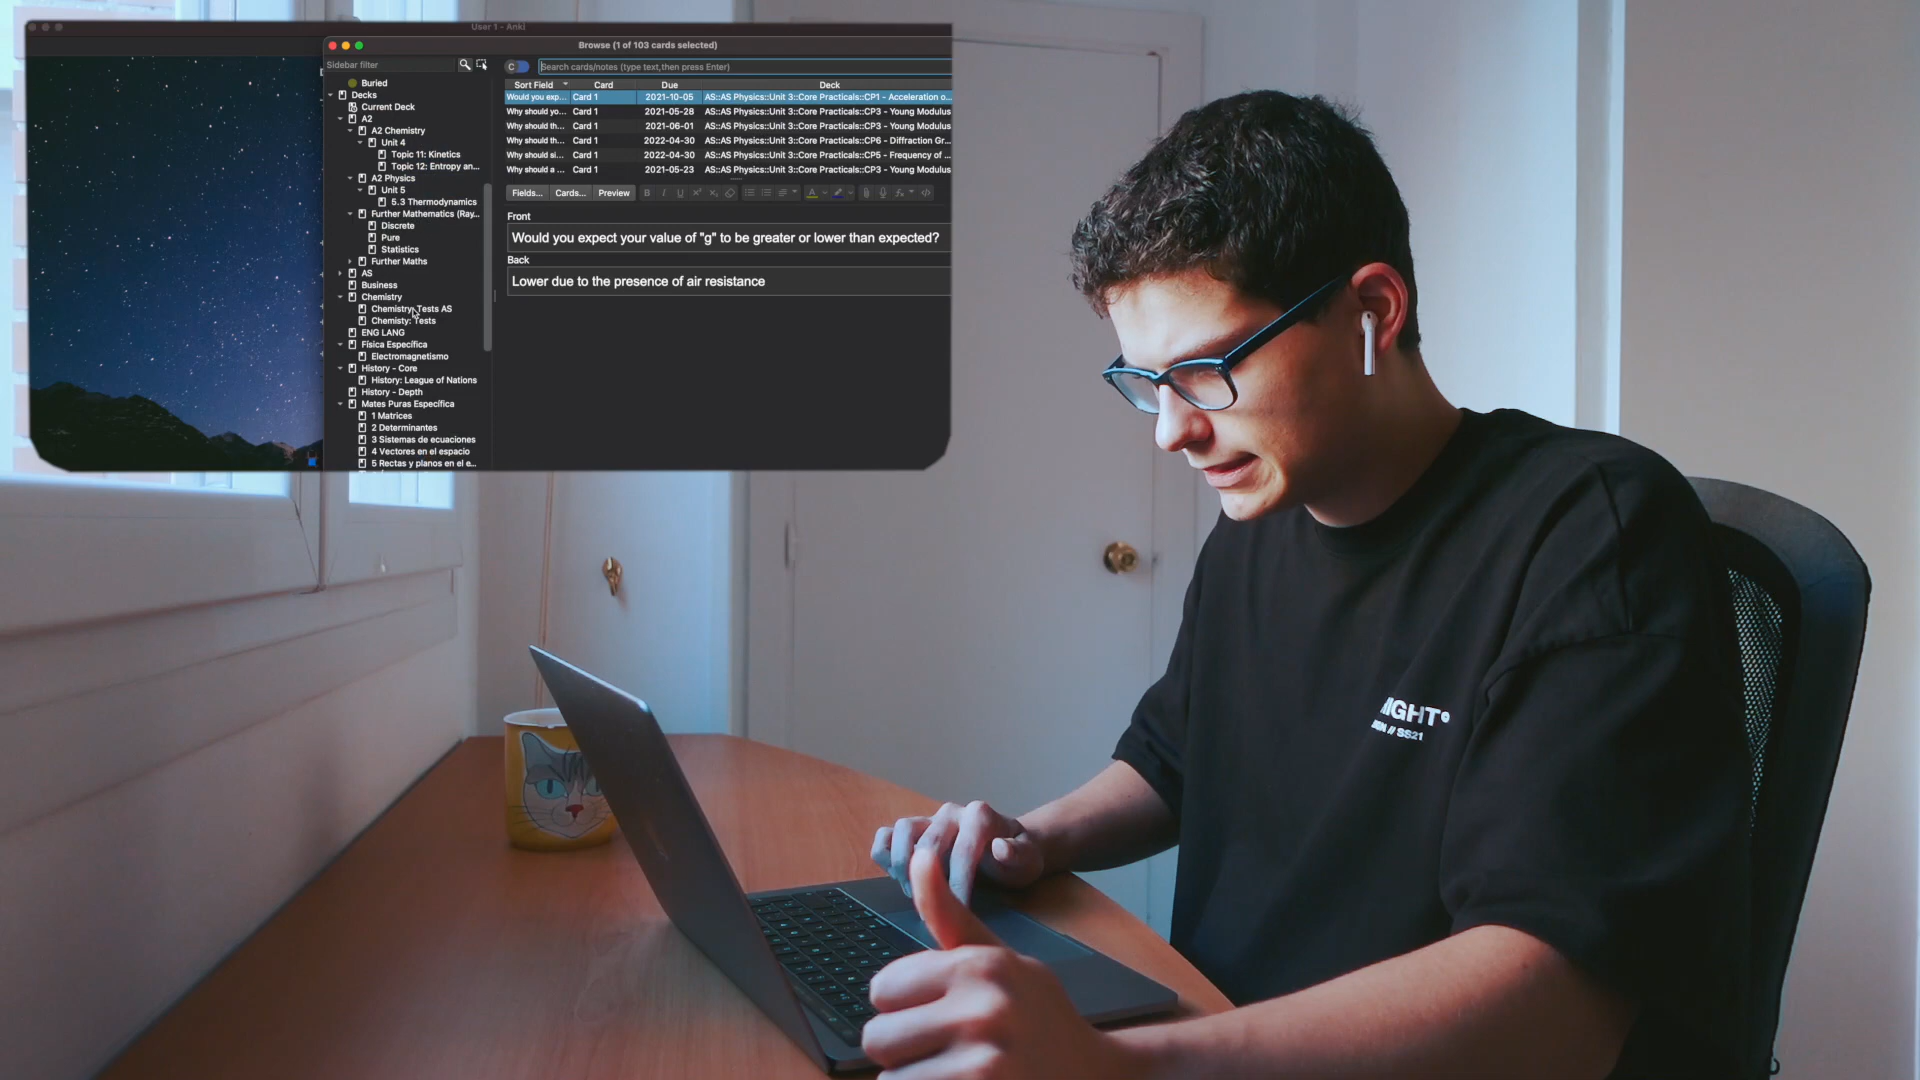 User 1 - Anki
Browse (1 of 103 cards selected)
Sidebar filter
C
Search cards/notes (type text, then press Enter)
Buried
Decks
Current Deck
A2
A2 Chemistry
Unit 4
Topic 11: Kinetics
Topic 12: Entropy an...
A2 Physics
Unit 5
5.3 Thermodynamics
Further Mathematics (Ray...
Discrete
Pure
Statistics
Further Maths
AS
Business
Chemistry
Chemistry: Tests AS
Chemisty: Tests
ENG LANG
Física Específica
Electromagnetismo
History - Core
History: League of Nations
History - Depth
Mates Puras Específica
1 Matrices
2 Determinantes
3 Sistemas de ecuaciones
4 Vectores en el espacio
5 Rectas y planos en el e...
Sort Field Card Due Deck
Would you exp... Card 1 2021-10-05 AS::AS Physics::Unit 3::Core Practicals::CP1 - Acceleration o...
Why should yo... Card 1 2021-05-28 AS::AS Physics::Unit 3::Core Practicals::CP3 - Young Modulus
Why should th... Card 1 2021-06-01 AS::AS Physics::Unit 3::Core Practicals::CP3 - Young Modulus
Why should th... Card 1 2022-04-30 AS::AS Physics::Unit 3::Core Practicals::CP6 - Diffraction Gr...
Why should si... Card 1 2022-04-30 AS::AS Physics::Unit 3::Core Practicals::CP5 - Frequency of ...
Why should a ... Card 1 2021-05-23 AS::AS Physics::Unit 3::Core Practicals::CP3 - Young Modulus
Fields... Cards... Preview B I U
Front
Would you expect your value of "g" to be greater or lower than expected?
Back
Lower due to the presence of air resistance
// SS21